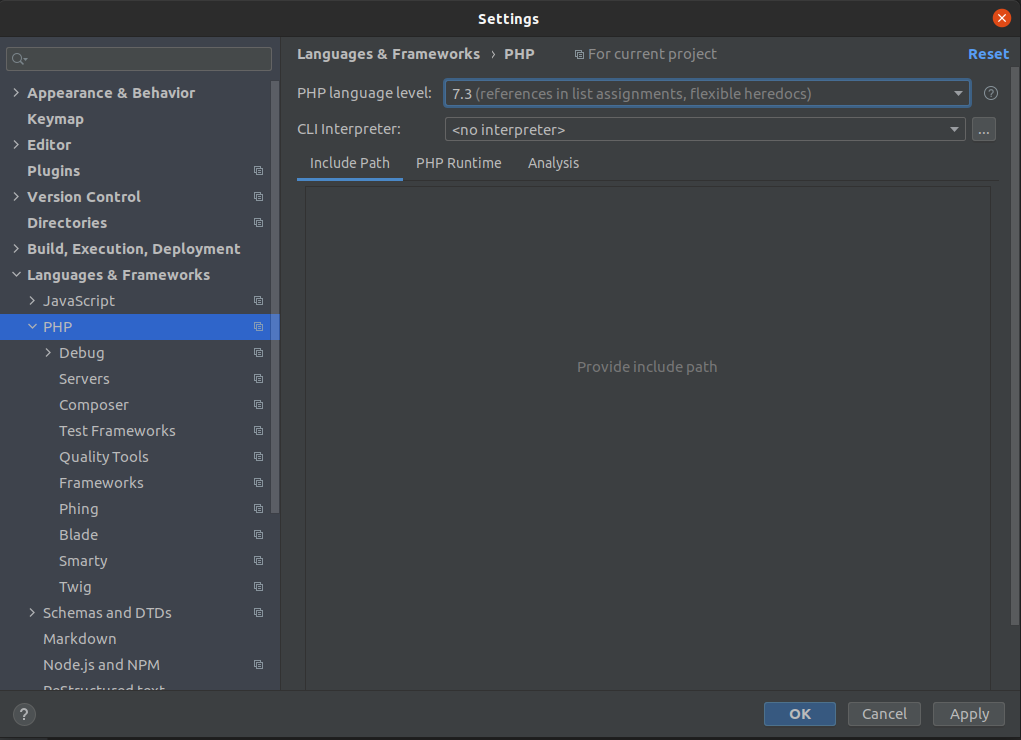 Settings
Languages & Frameworks › PHP
For current project
Reset
Appearance & Behavior
Keymap
Editor
Plugins
Version Control
Directories
Build, Execution, Deployment
Languages & Frameworks
JavaScript
PHP
Debug
Servers
Composer
Test Frameworks
Quality Tools
Frameworks
Phing
Blade
Smarty
Twig
Schemas and DTDs
Markdown
Node.js and NPM
ReStructured text
PHP language level: 7.3 (references in list assignments, flexible heredocs)
?
CLI Interpreter: <no interpreter>
...
Include Path PHP Runtime Analysis
Provide include path
?
OK Cancel Apply